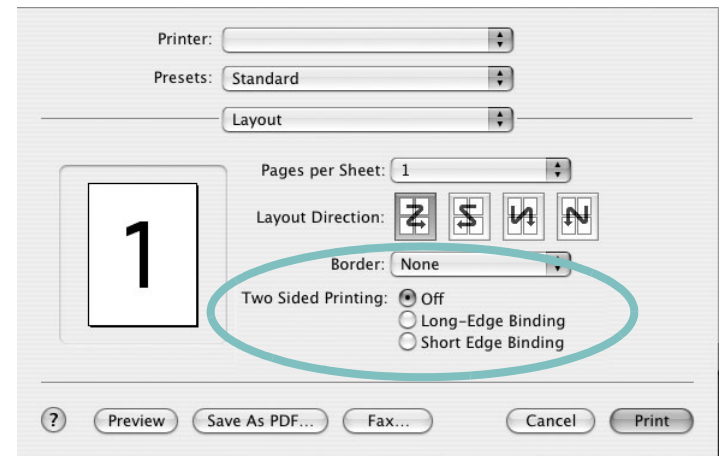 Printer:
Presets: Standard
Layout
Pages per Sheet: 1
1
Layout Direction:
Border: None
Two Sided Printing: Off
Long-Edge Binding
Short Edge Binding
? Preview Save As PDF... Fax... Cancel Print